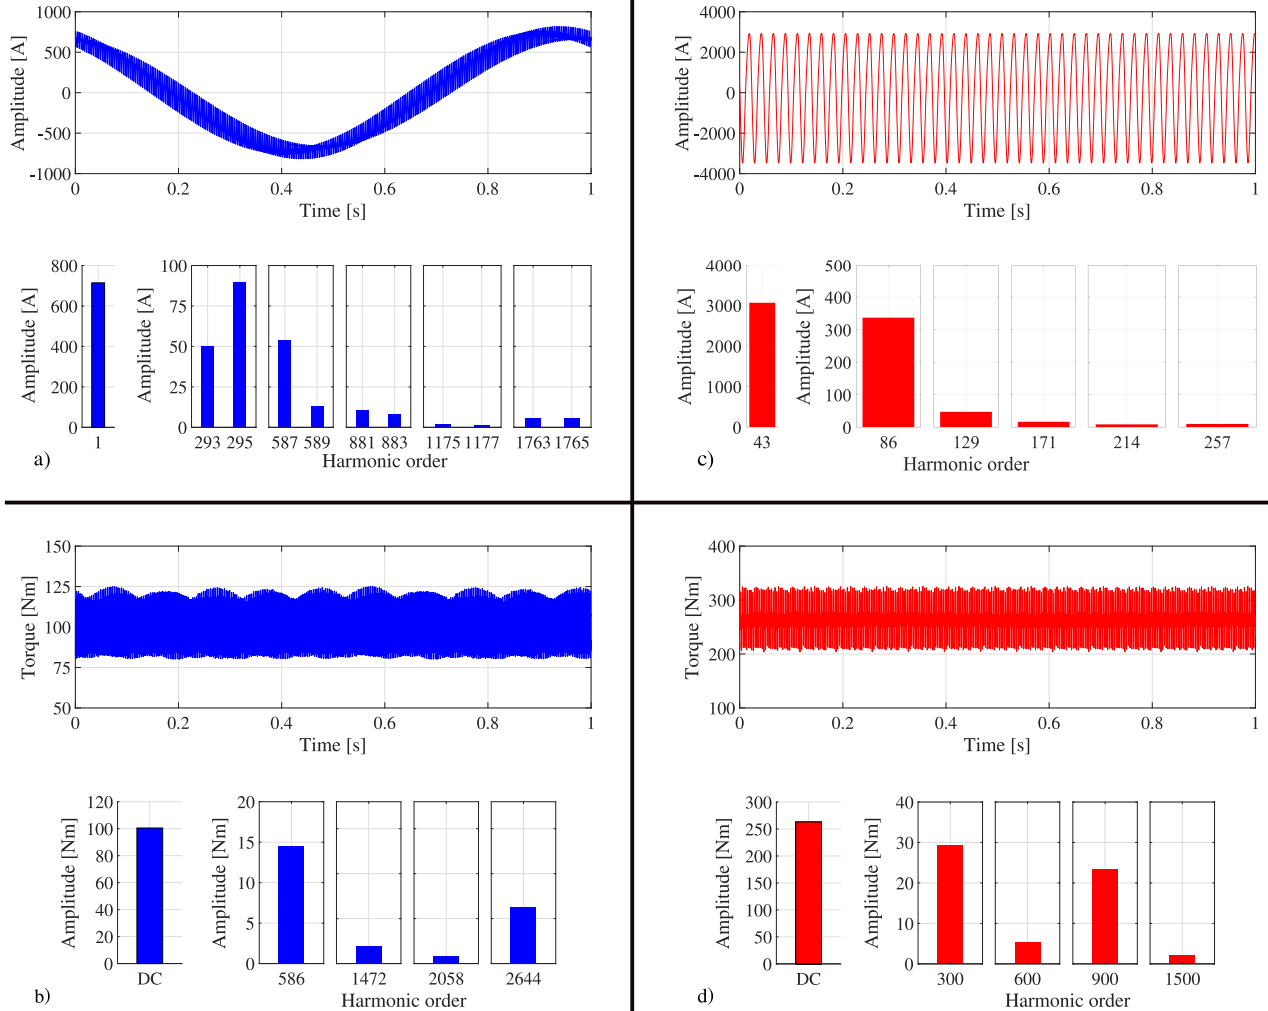 1000
500
0
-500
-1000
Amplitude [A]
0 0.2 0.4 0.6 0.8 1
Time [s]
800
600
400
200
0
Amplitude [A]
1
100
75
50
25
0
Amplitude [A]
293 295 587 589 881 883 1175 1177 1763 1765
Harmonic order
a)
4000
2000
0
-2000
-4000
Amplitude [A]
0 0.2 0.4 0.6 0.8 1
Time [s]
4000
3000
2000
1000
0
Amplitude [A]
43
500
400
300
200
100
0
Amplitude [A]
86 129 171 214 257
Harmonic order
c)
150
125
100
75
50
Torque [Nm]
0 0.2 0.4 0.6 0.8 1
Time [s]
120
100
80
60
40
20
0
Amplitude [Nm]
DC
20
15
10
5
0
Amplitude [Nm]
586 1472 2058 2644
Harmonic order
b)
400
300
200
100
Torque [Nm]
0 0.2 0.4 0.6 0.8 1
Time [s]
300
250
200
150
100
50
0
Amplitude [Nm]
DC
40
30
20
10
0
Amplitude [Nm]
300 600 900 1500
Harmonic order
d)